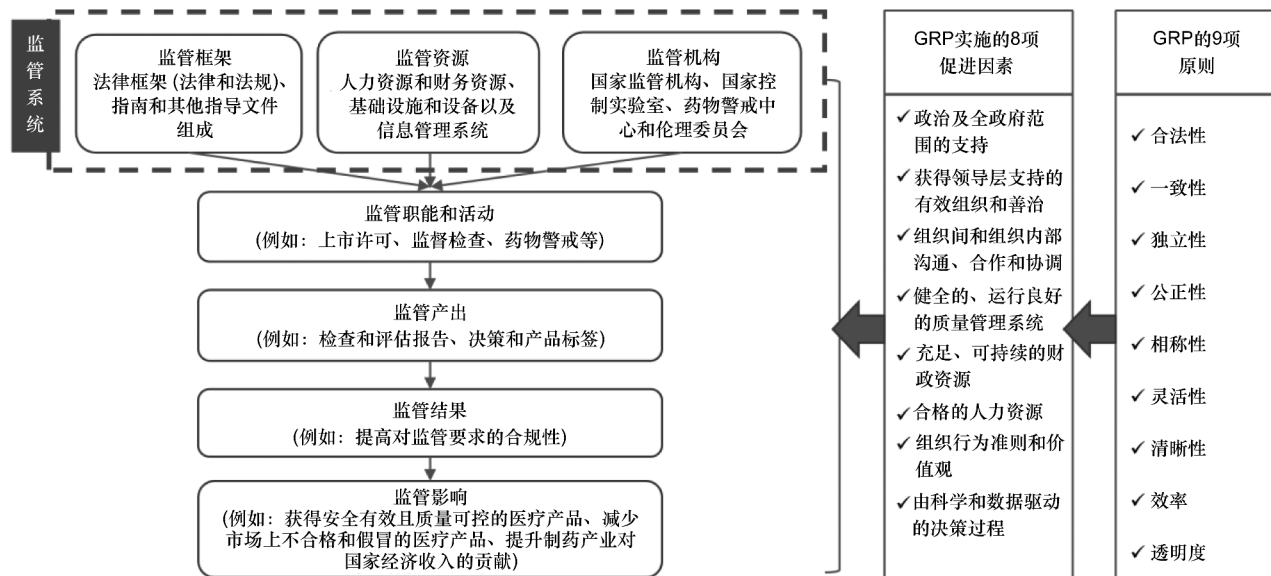 监管系统
监管框架
法律框架 (法律和法规)、
指南和其他指导文件
组成
监管资源
人力资源和财务资源、
基础设施和设备以及
信息管理系统
监管机构
国家监管机构、国家控
制实验室、药物警戒中
心和伦理委员会
监管职能和活动
(例如：上市许可、监督检查、药物警戒等)
监管产出
(例如：检查和评估报告、决策和产品标签)
监管结果
(例如：提高对监管要求的合规性)
监管影响
(例如：获得安全有效且质量可控的医疗产品、减少
市场上不合格和假冒的医疗产品、提升制药产业对
国家经济收入的贡献)
GRP实施的8项
促进因素
✓政治及全政府范
围的支持
✓获得领导层支持的
有效组织和善治
✓组织间和组织内部
沟通、合作和协调
✓健全的、运行良好
的质量管理系统
✓充足、可持续的财
政资源
✓合格的人力资源
✓组织行为准则和价
值观
✓由科学和数据驱动
的决策过程
GRP的9项
原则
✓合法性
✓一致性
✓独立性
✓公正性
✓相称性
✓灵活性
✓清晰性
✓效率
✓透明度